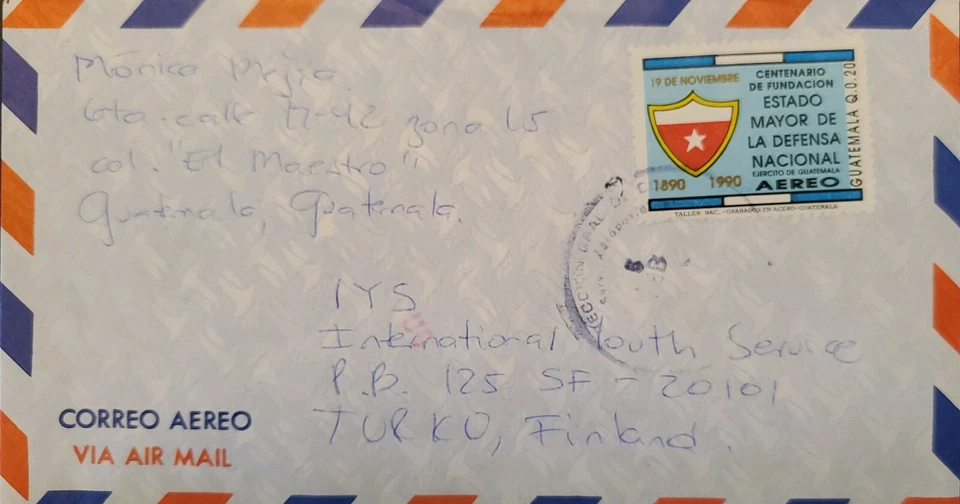 Mónica Mejía
6ta. calle 17-42 zona 15
col. "El Maestro"
Guatemala, Guatemala.
19 DE NOVIEMBRE
1890 1990
CENTENARIO
DE FUNDACION
ESTADO
MAYOR DE
LA DEFENSA
NACIONAL
EJERCITO DE GUATEMALA
AEREO
GUATEMALA Q.0.20
TALLER NAC. -GRABADOS EN ACERO-GUATEMALA
IYS
International Youth Service
P.B. 125 SF - 20101
TURKU, Finland.
CORREO AEREO
VIA AIR MAIL